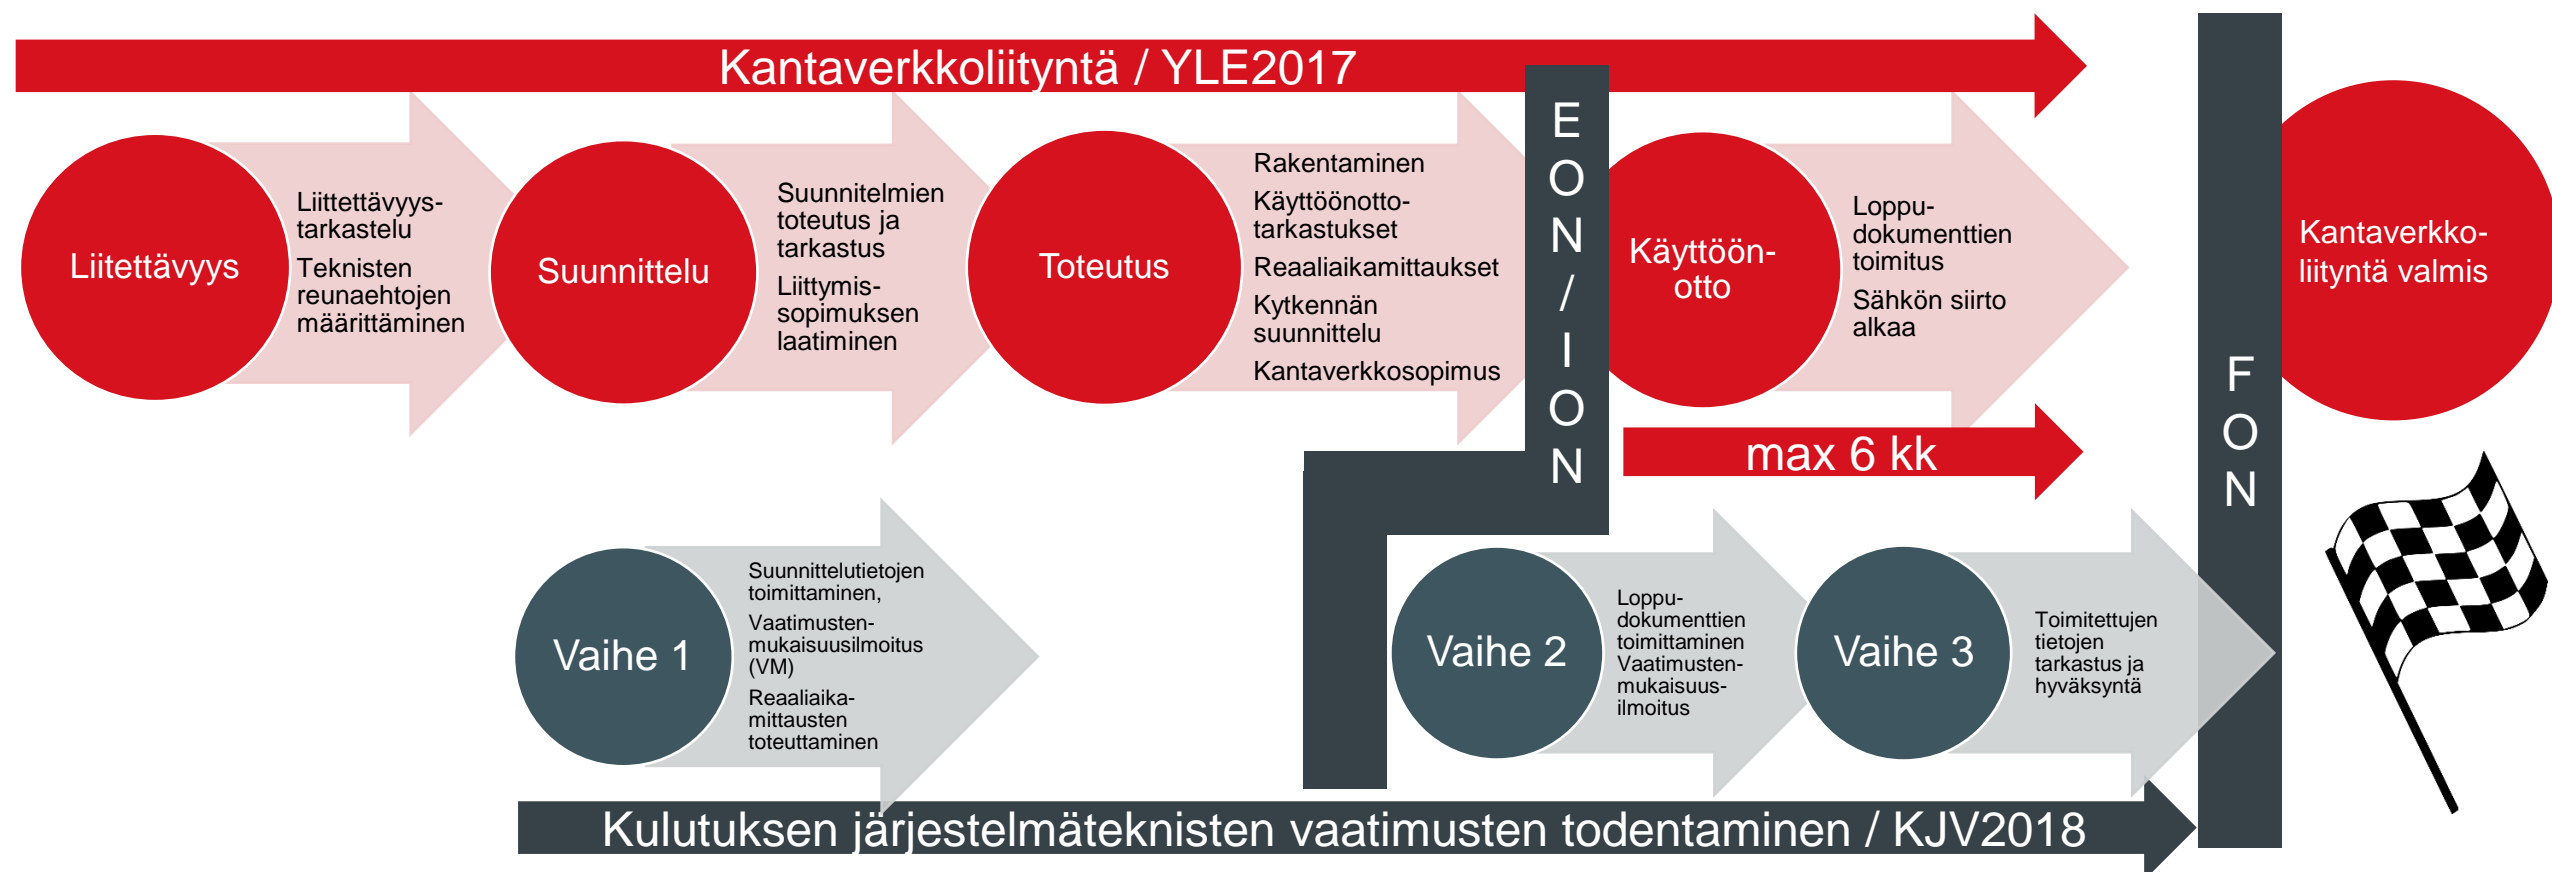 Kantaverkkoliityntä / YLE2017
Liitettävyys
Liittettävyys-
tarkastelu
Teknisten
reunaehtojen
määrittäminen
Suunnittelu
Suunnitelmien
toteutus ja
tarkastus
Liittymis-
sopimuksen
laatiminen
Toteutus
Rakentaminen
Käyttöönotto-
tarkastukset
Reaaliaikamittaukset
Kytkennän
suunnittelu
Kantaverkkosopimus
E
O
N
/
I
O
N
Käyttöön-
otto
Loppu-
dokumenttien
toimitus
Sähkön siirto
alkaa
max 6 kk
F
O
N
Kantaverkko-
liityntä valmis
Vaihe 1
Suunnittelutietojen
toimittaminen,
Vaatimusten-
mukaisuusilmoitus
(VM)
Reaaliaika-
mittausten
toteuttaminen
Vaihe 2
Loppu-
dokumenttien
toimittaminen
Vaatimusten-
mukaisuus-
ilmoitus
Vaihe 3
Toimitettujen
tietojen
tarkastus ja
hyväksyntä
Kulutuksen järjestelmäteknisten vaatimusten todentaminen / KJV2018